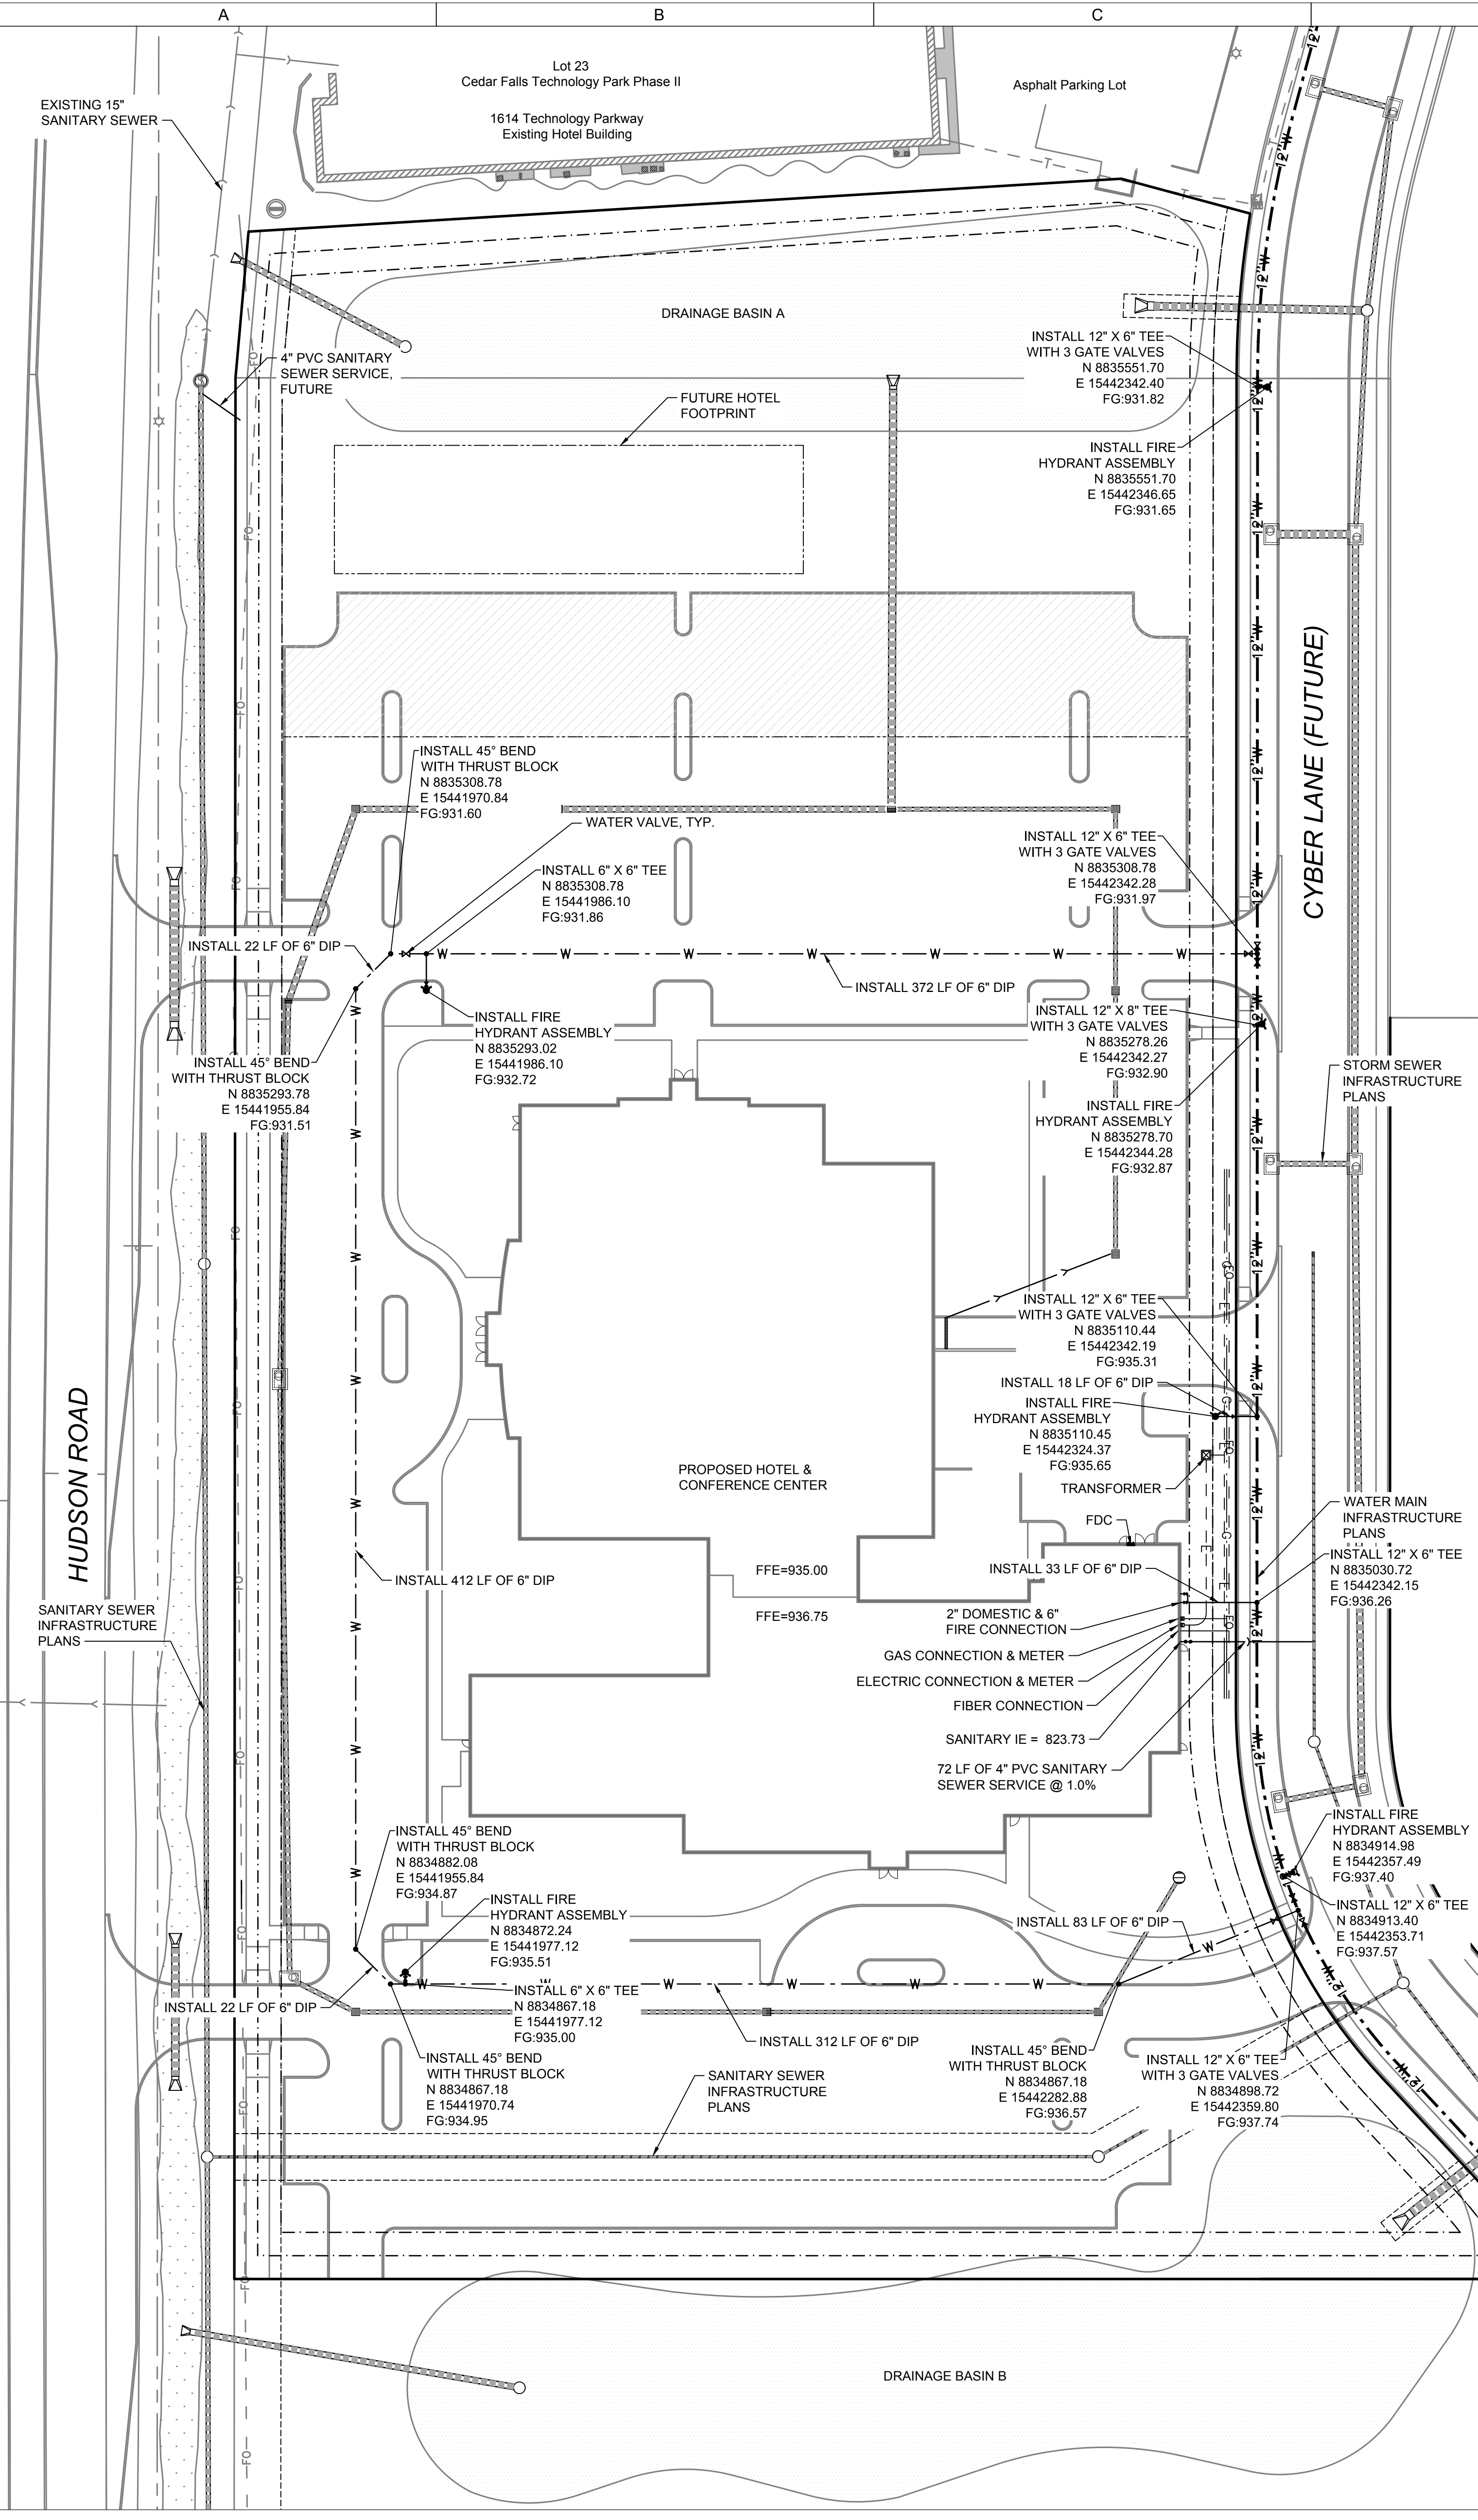 A
B
C
Lot 23
Cedar Falls Technology Park Phase II
1614 Technology Parkway
Existing Hotel Building
Asphalt Parking Lot
EXISTING 15"
SANITARY SEWER
DRAINAGE BASIN A
INSTALL 12" X 6" TEE
WITH 3 GATE VALVES
N 8835551.70
E 15442342.40
FG:931.82
4" PVC SANITARY
SEWER SERVICE,
FUTURE
FUTURE HOTEL
FOOTPRINT
INSTALL FIRE
HYDRANT ASSEMBLY
N 8835551.70
E 15442346.65
FG:931.65
CYBER LANE (FUTURE)
INSTALL 45° BEND
WITH THRUST BLOCK
N 8835308.78
E 15441970.84
FG:931.60
WATER VALVE, TYP.
INSTALL 12" X 6" TEE
WITH 3 GATE VALVES
N 8835308.78
E 15442342.28
FG:931.97
INSTALL 6" X 6" TEE
N 8835308.78
E 15441986.10
FG:931.86
INSTALL 22 LF OF 6" DIP
INSTALL 372 LF OF 6" DIP
INSTALL FIRE
HYDRANT ASSEMBLY
N 8835293.02
E 15441986.10
FG:932.72
INSTALL 12" X 8" TEE
WITH 3 GATE VALVES
N 8835278.26
E 15442342.27
FG:932.90
INSTALL 45° BEND
WITH THRUST BLOCK
N 8835293.78
E 15441955.84
FG:931.51
STORM SEWER
INFRASTRUCTURE
PLANS
INSTALL FIRE
HYDRANT ASSEMBLY
N 8835278.70
E 15442344.28
FG:932.87
INSTALL 12" X 6" TEE
WITH 3 GATE VALVES
N 8835110.44
E 15442342.19
FG:935.31
INSTALL 18 LF OF 6" DIP
INSTALL FIRE
HYDRANT ASSEMBLY
N 8835110.45
E 15442324.37
FG:935.65
HUDSON ROAD
PROPOSED HOTEL &
CONFERENCE CENTER
TRANSFORMER
WATER MAIN
INFRASTRUCTURE
PLANS
FDC
INSTALL 12" X 6" TEE
N 8835030.72
E 15442342.15
FG:936.26
FFE=935.00
INSTALL 33 LF OF 6" DIP
INSTALL 412 LF OF 6" DIP
FFE=936.75
SANITARY SEWER
INFRASTRUCTURE
PLANS
2" DOMESTIC & 6"
FIRE CONNECTION
GAS CONNECTION & METER
ELECTRIC CONNECTION & METER
FIBER CONNECTION
SANITARY IE = 823.73
72 LF OF 4" PVC SANITARY
SEWER SERVICE @ 1.0%
INSTALL FIRE
HYDRANT ASSEMBLY
N 8834914.98
E 15442357.49
FG:937.40
INSTALL 45° BEND
WITH THRUST BLOCK
N 8834882.08
E 15441955.84
FG:934.87
INSTALL FIRE
HYDRANT ASSEMBLY
N 8834872.24
E 15441977.12
FG:935.51
INSTALL 12" X 6" TEE
N 8834913.40
E 15442353.71
FG:937.57
INSTALL 83 LF OF 6" DIP
INSTALL 22 LF OF 6" DIP
INSTALL 6" X 6" TEE
N 8834867.18
E 15441977.12
FG:935.00
INSTALL 312 LF OF 6" DIP
INSTALL 45° BEND
WITH THRUST BLOCK
N 8834867.18
E 15441970.74
FG:934.95
SANITARY SEWER
INFRASTRUCTURE
PLANS
INSTALL 45° BEND
WITH THRUST BLOCK
N 8834867.18
E 15442282.88
FG:936.57
INSTALL 12" X 6" TEE
WITH 3 GATE VALVES
N 8834898.72
E 15442359.80
FG:937.74
DRAINAGE BASIN B